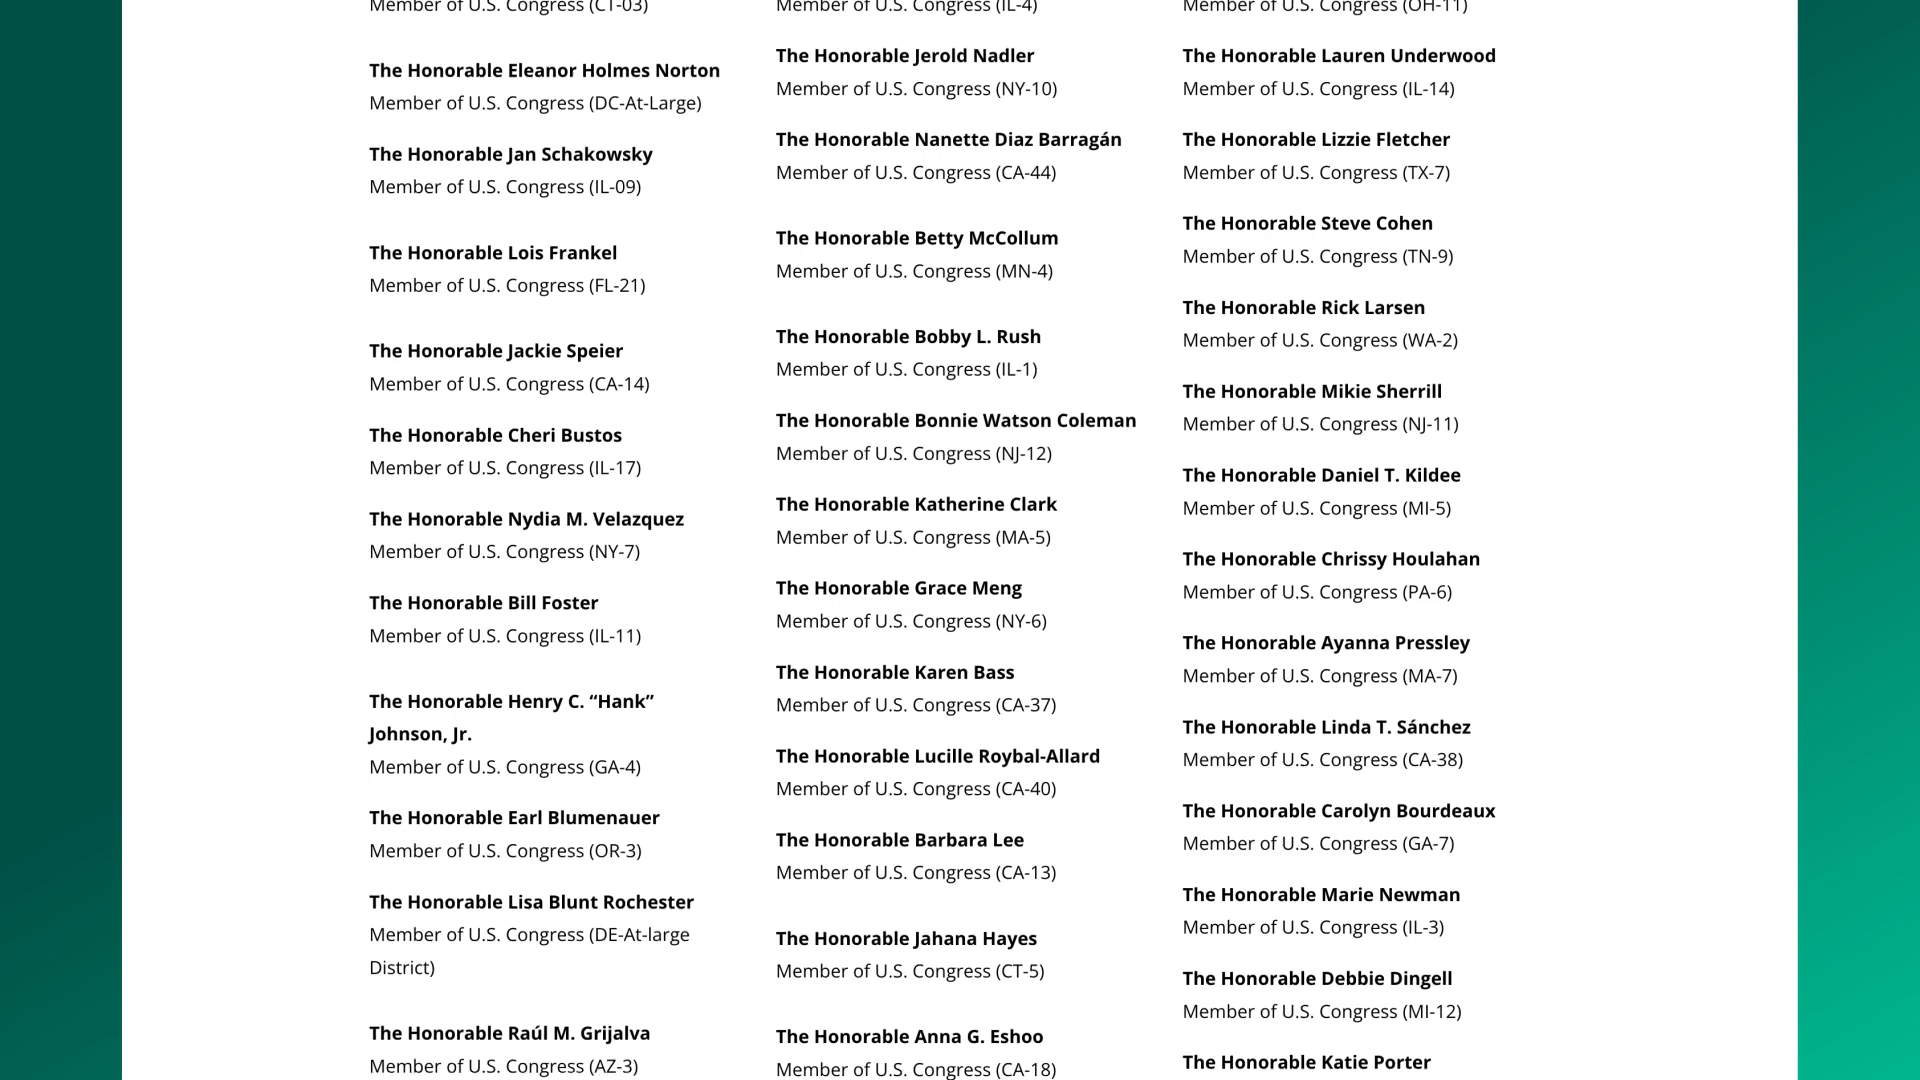 Member of U.S. Congress (CT-03)
The Honorable Eleanor Holmes Norton
Member of U.S. Congress (DC-At-Large)
The Honorable Jan Schakowsky
Member of U.S. Congress (IL-09)
The Honorable Lois Frankel
Member of U.S. Congress (FL-21)
The Honorable Jackie Speier
Member of U.S. Congress (CA-14)
The Honorable Cheri Bustos
Member of U.S. Congress (IL-17)
The Honorable Nydia M. Velazquez
Member of U.S. Congress (NY-7)
The Honorable Bill Foster
Member of U.S. Congress (IL-11)
The Honorable Henry C. “Hank”
Johnson, Jr.
Member of U.S. Congress (GA-4)
The Honorable Earl Blumenauer
Member of U.S. Congress (OR-3)
The Honorable Lisa Blunt Rochester
Member of U.S. Congress (DE-At-large
District)
The Honorable Raúl M. Grijalva
Member of U.S. Congress (AZ-3)
Member of U.S. Congress (IL-4)
The Honorable Jerold Nadler
Member of U.S. Congress (NY-10)
The Honorable Nanette Diaz Barragán
Member of U.S. Congress (CA-44)
The Honorable Betty McCollum
Member of U.S. Congress (MN-4)
The Honorable Bobby L. Rush
Member of U.S. Congress (IL-1)
The Honorable Bonnie Watson Coleman
Member of U.S. Congress (NJ-12)
The Honorable Katherine Clark
Member of U.S. Congress (MA-5)
The Honorable Grace Meng
Member of U.S. Congress (NY-6)
The Honorable Karen Bass
Member of U.S. Congress (CA-37)
The Honorable Lucille Roybal-Allard
Member of U.S. Congress (CA-40)
The Honorable Barbara Lee
Member of U.S. Congress (CA-13)
The Honorable Jahana Hayes
Member of U.S. Congress (CT-5)
The Honorable Anna G. Eshoo
Member of U.S. Congress (CA-18)
Member of U.S. Congress (OH-11)
The Honorable Lauren Underwood
Member of U.S. Congress (IL-14)
The Honorable Lizzie Fletcher
Member of U.S. Congress (TX-7)
The Honorable Steve Cohen
Member of U.S. Congress (TN-9)
The Honorable Rick Larsen
Member of U.S. Congress (WA-2)
The Honorable Mikie Sherrill
Member of U.S. Congress (NJ-11)
The Honorable Daniel T. Kildee
Member of U.S. Congress (MI-5)
The Honorable Chrissy Houlahan
Member of U.S. Congress (PA-6)
The Honorable Ayanna Pressley
Member of U.S. Congress (MA-7)
The Honorable Linda T. Sánchez
Member of U.S. Congress (CA-38)
The Honorable Carolyn Bourdeaux
Member of U.S. Congress (GA-7)
The Honorable Marie Newman
Member of U.S. Congress (IL-3)
The Honorable Debbie Dingell
Member of U.S. Congress (MI-12)
The Honorable Katie Porter